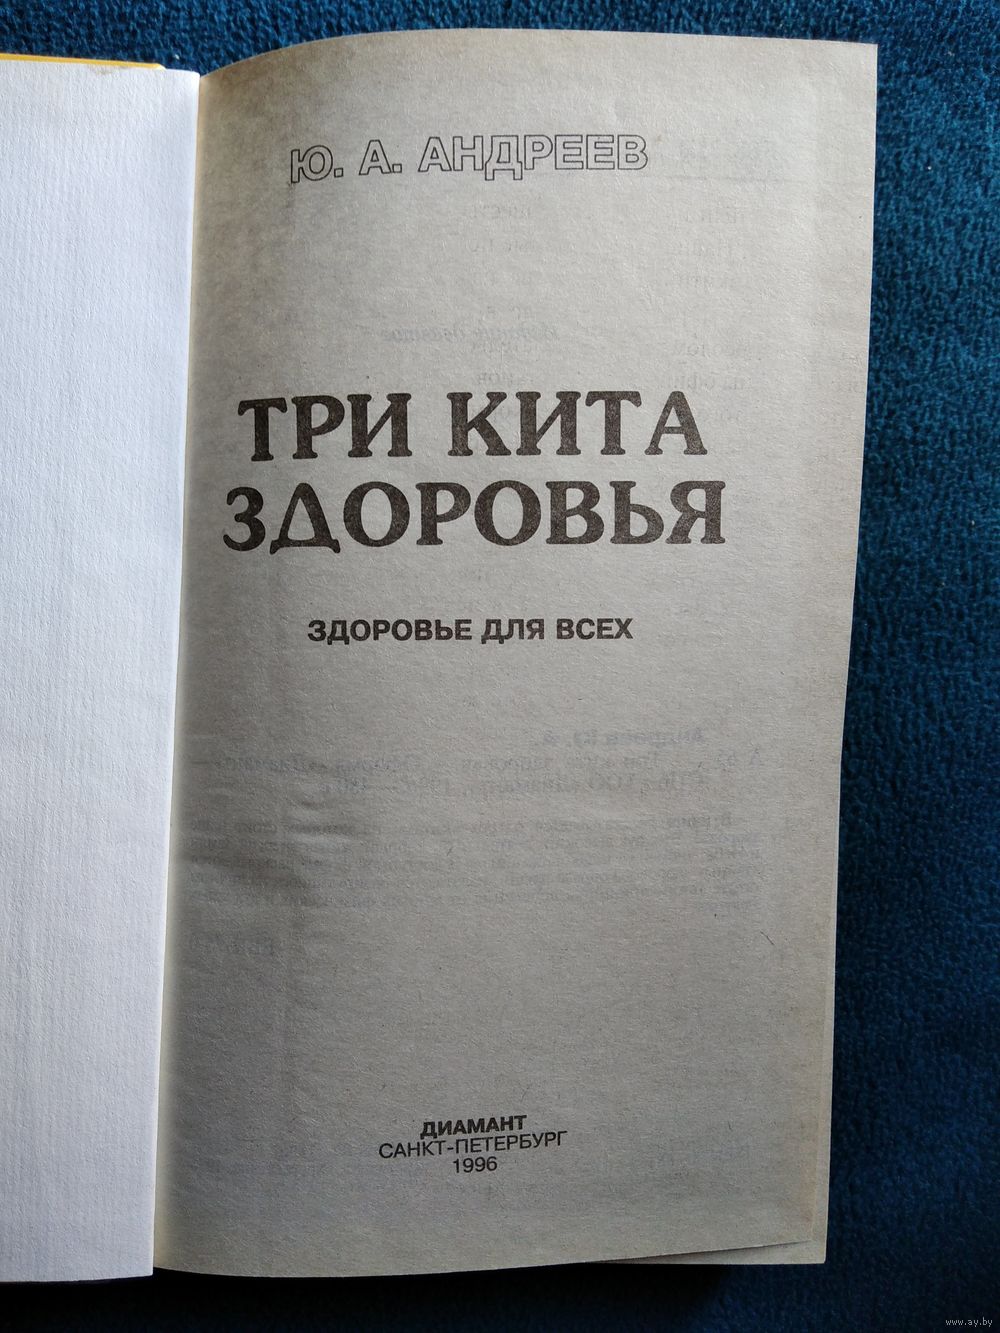 Ю. А. АНДРЕЕВ
ТРИ КИТА
ЗДОРОВЬЯ
ЗДОРОВЬЕ ДЛЯ ВСЕХ
ДИАМАНТ
САНКТ-ПЕТЕРБУРГ
1996
www.ay.by